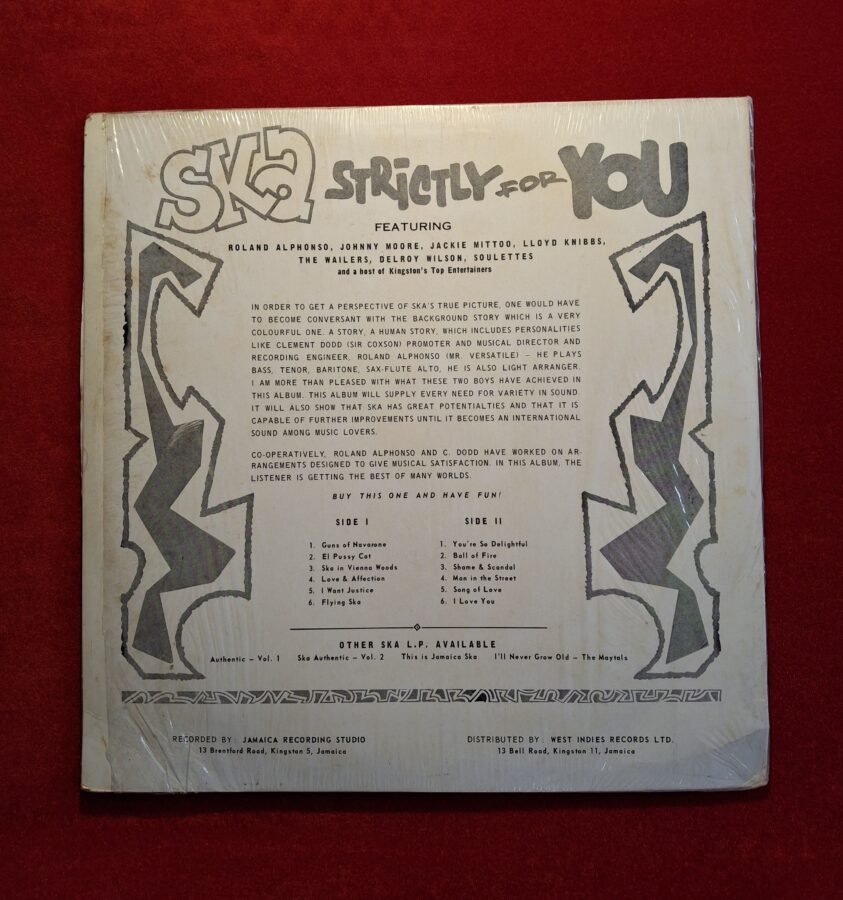 SKa STRiCTLY FOR YOU
FEATURING
ROLAND ALPHONSO, JOHNNY MOORE, JACKIE MITTOO, LLOYD KNIBBS,
THE WAILERS, DELROY WILSON, SOULETTES
and a host of Kingston's Top Entertainers
IN ORDER TO GET A PERSPECTIVE OF SKA'S TRUE PICTURE, ONE WOULD HAVE
TO BECOME CONVERSANT WITH THE BACKGROUND STORY WHICH IS A VERY
COLOURFUL ONE. A STORY, A HUMAN STORY, WHICH INCLUDES PERSONALITIES
LIKE CLEMENT DODD (SIR COXSON) PROMOTER AND MUSICAL DIRECTOR AND
RECORDING ENGINEER, ROLAND ALPHONSO (MR. VERSATILE) – HE PLAYS
BASS, TENOR, BARITONE, SAX-FLUTE ALTO, HE IS ALSO LIGHT ARRANGER.
I AM MORE THAN PLEASED WITH WHAT THESE TWO BOYS HAVE ACHIEVED IN
THIS ALBUM. THIS ALBUM WILL SUPPLY EVERY NEED FOR VARIETY IN SOUND.
IT WILL ALSO SHOW THAT SKA HAS GREAT POTENTIALTIES AND THAT IT IS
CAPABLE OF FURTHER IMPROVEMENTS UNTIL IT BECOMES AN INTERNATIONAL
SOUND AMONG MUSIC LOVERS.
CO-OPERATIVELY, ROLAND ALPHONSO AND C. DODD HAVE WORKED ON AR-
RANGEMENTS DESIGNED TO GIVE MUSICAL SATISFACTION. IN THIS ALBUM, THE
LISTENER IS GETTING THE BEST OF MANY WORLDS.
BUY THIS ONE AND HAVE FUN!
SIDE I
1. Guns of Navarone
2. El Pussy Cat
3. Ska in Vienna Woods
4. Love & Affection
5. I Want Justice
6. Flying Ska
SIDE II
1. You're So Delightful
2. Ball of Fire
3. Shame & Scandal
4. Man in the Street
5. Song of Love
6. I Love You
OTHER SKA L.P. AVAILABLE
Authentic – Vol. 1 Ska Authentic – Vol. 2 This is Jamaica Ska I'll Never Grow Old – The Maytals
RECORDED BY: JAMAICA RECORDING STUDIO
13 Brentford Road, Kingston 5, Jamaica
DISTRIBUTED BY: WEST INDIES RECORDS LTD.
13 Bell Road, Kingston 11, Jamaica